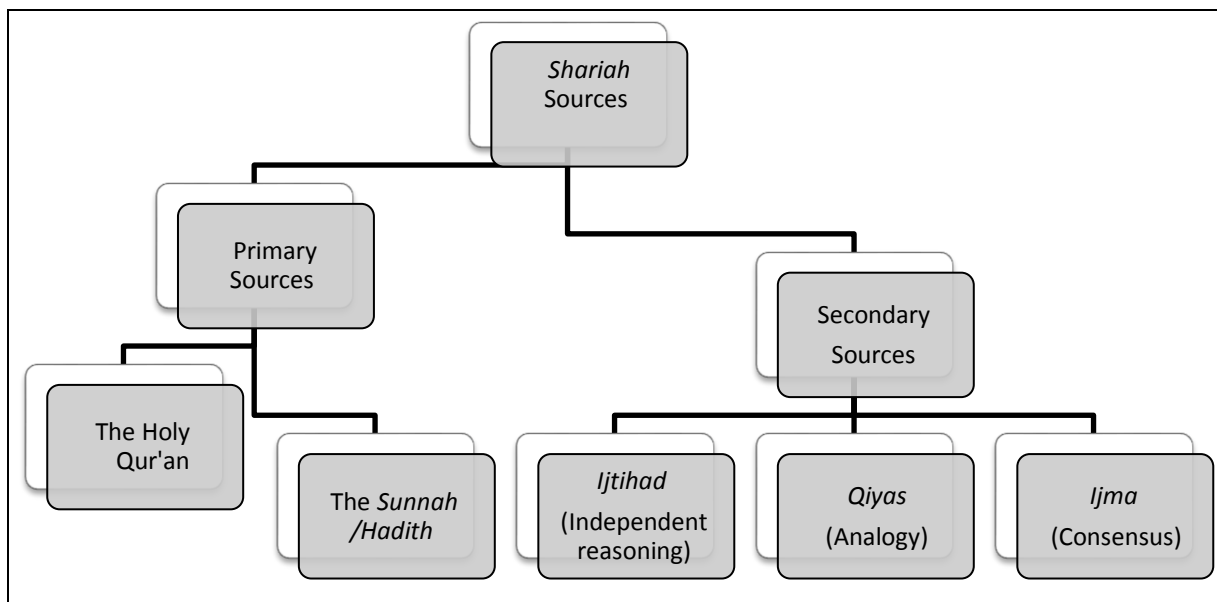 Shariah
Sources
Primary
Sources
Secondary
Sources
The Holy
Qur'an
The Sunnah
/Hadith
Ijtihad
(Independent
reasoning)
Qiyas
(Analogy)
Ijma
(Consensus)